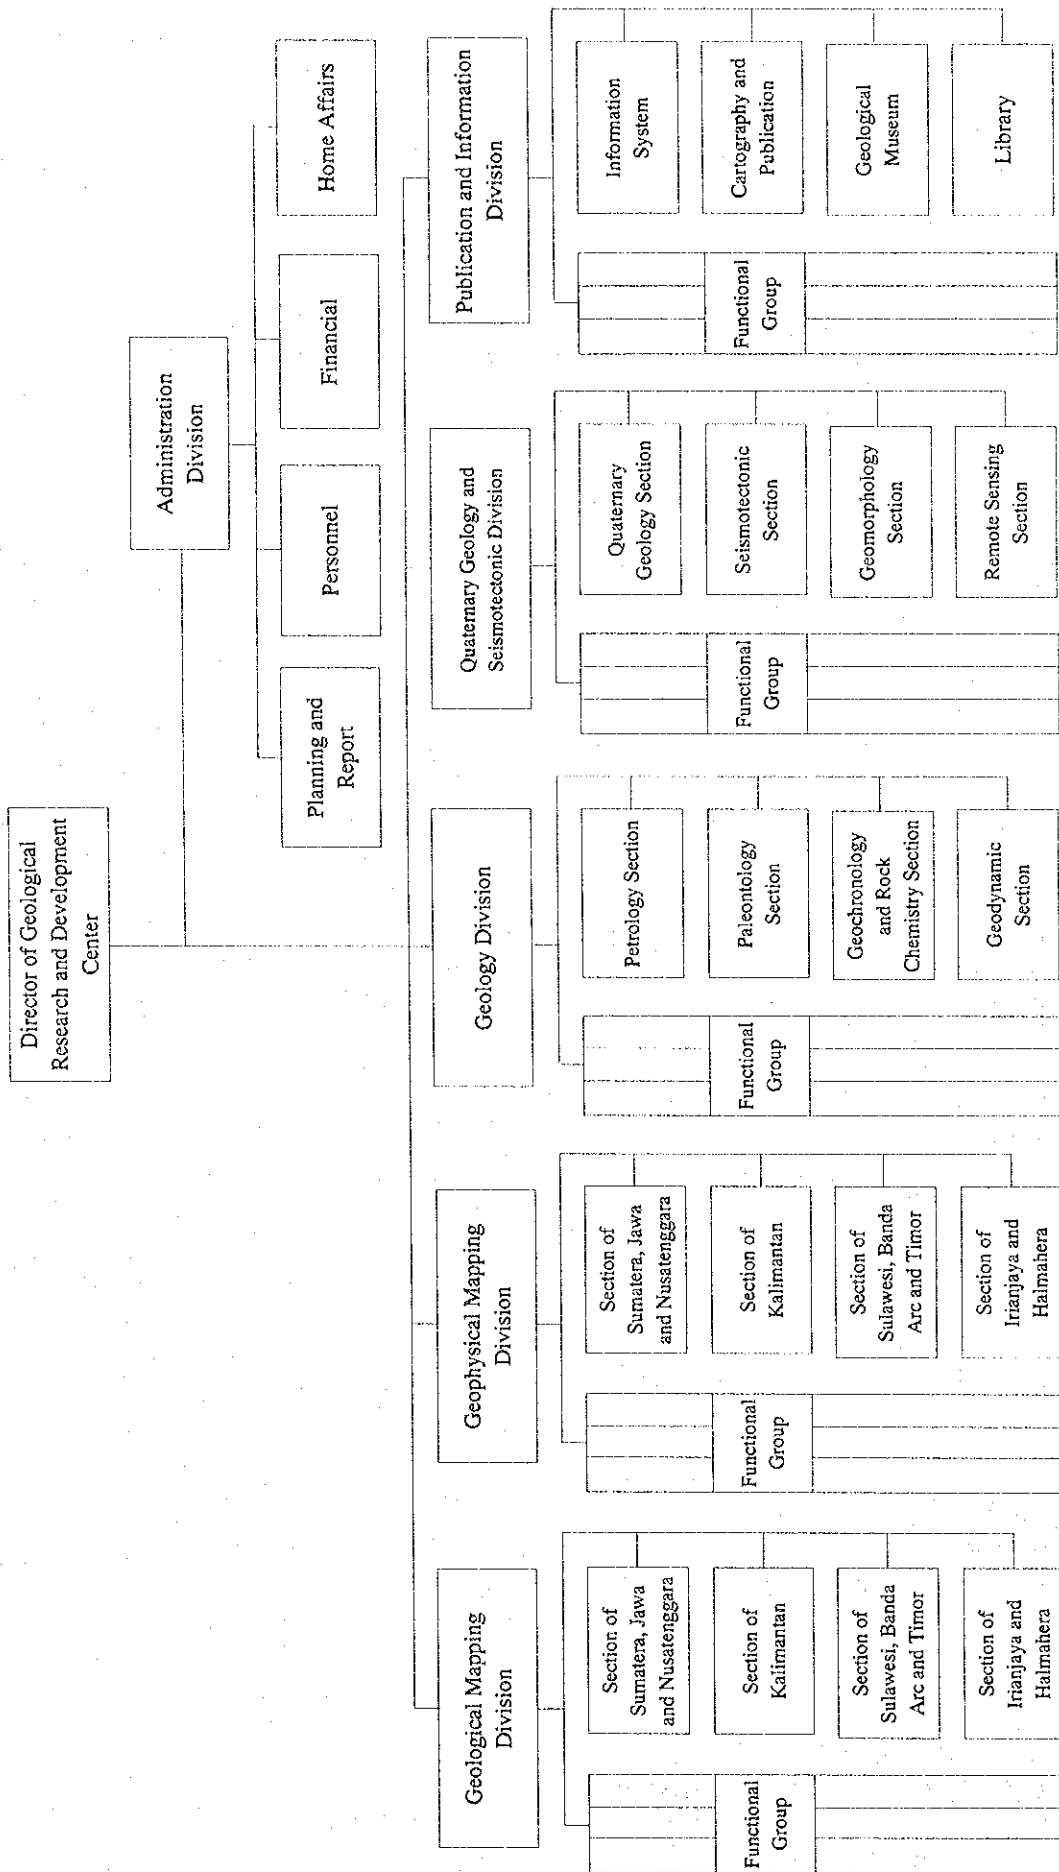 Director of Geological
Research and Development
Center
Administration
Division
Planning and
Report
Personnel
Financial
Home Affairs
Geological Mapping
Division
Geophysical Mapping
Division
Geology Division
Quaternary Geology and
Seismotectonic Division
Publication and Information
Division
Functional
Group
Section of
Sumatera, Jawa
and Nusatenggara
Section of
Kalimantan
Section of
Sulawesi, Banda
Arc and Timor
Section of
Irianjaya and
Halmahera
Functional
Group
Section of
Sumatera, Jawa
and Nusatenggara
Section of
Kalimantan
Section of
Sulawesi, Banda
Arc and Timor
Section of
Irianjaya and
Halmahera
Functional
Group
Petrology Section
Paleontology
Section
Geochronology
and Rock
Chemistry Section
Geodynamic
Section
Functional
Group
Quaternary
Geology Section
Seismotectonic
Section
Geomorphology
Section
Remote Sensing
Section
Functional
Group
Information
System
Cartography and
Publication
Geological
Museum
Library